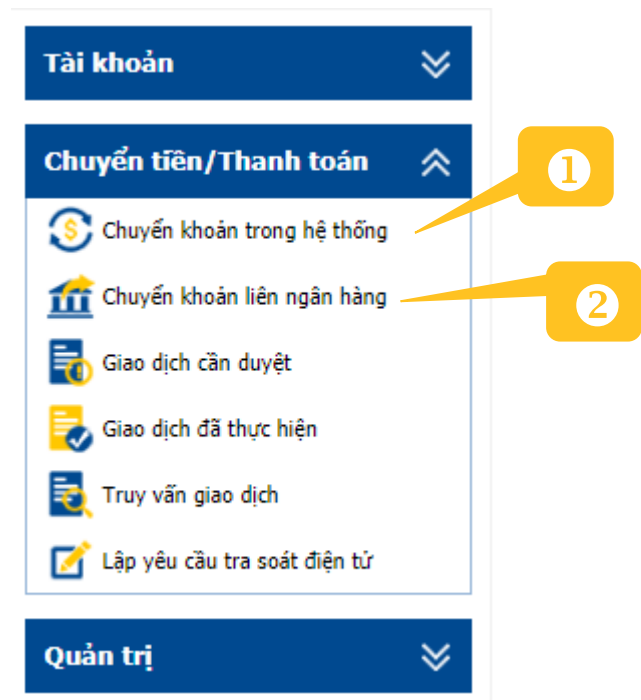 Tài khoản
Chuyển tiền/Thanh toán
1
Chuyển khoản trong hệ thống
Chuyển khoản liên ngân hàng
2
Giao dịch cần duyệt
Giao dịch đã thực hiện
Truy vấn giao dịch
Lập yêu cầu tra soát điện tử
Quản trị